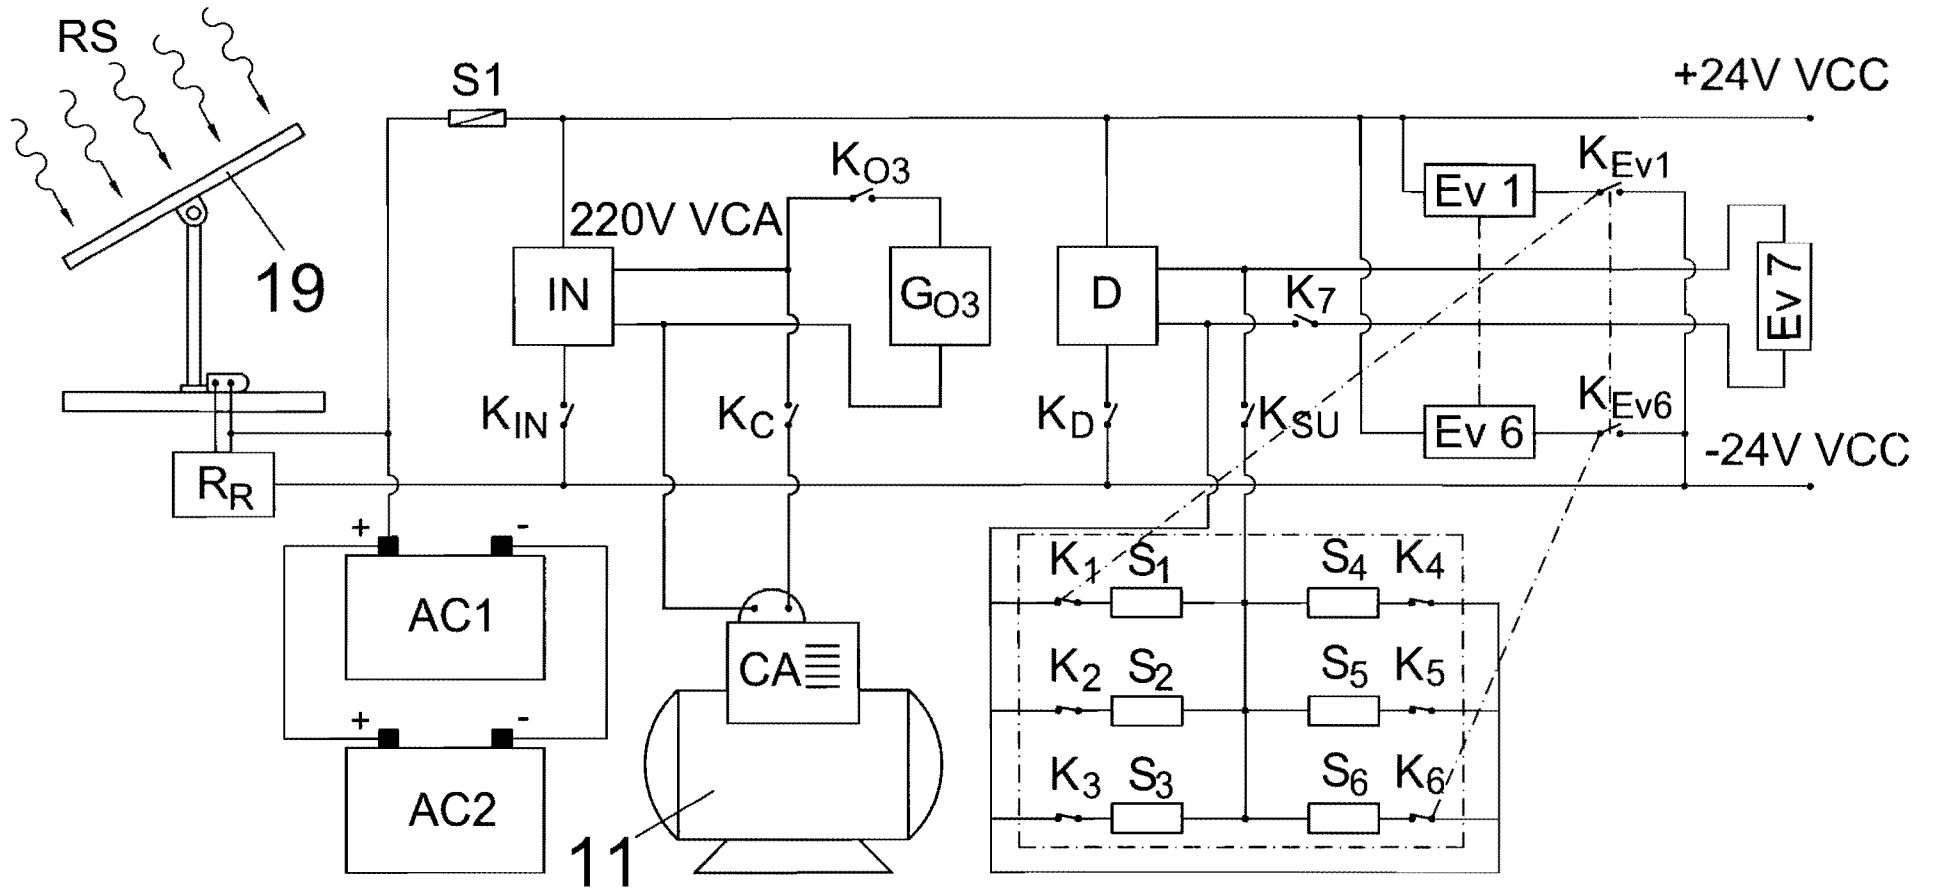 RS
S1
+24V VCC
KO3
KEv1
Ev 1
220V VCA
19
IN
GO3
D
K7
Ev 7
KIN
KC
KD
KSU
Ev 6
KEv6
-24V VCC
RR
+ -
AC1
K1 S1 S4 K4
CA
K2 S2 S5 K5
+ -
AC2
K3 S3 S6 K6
11